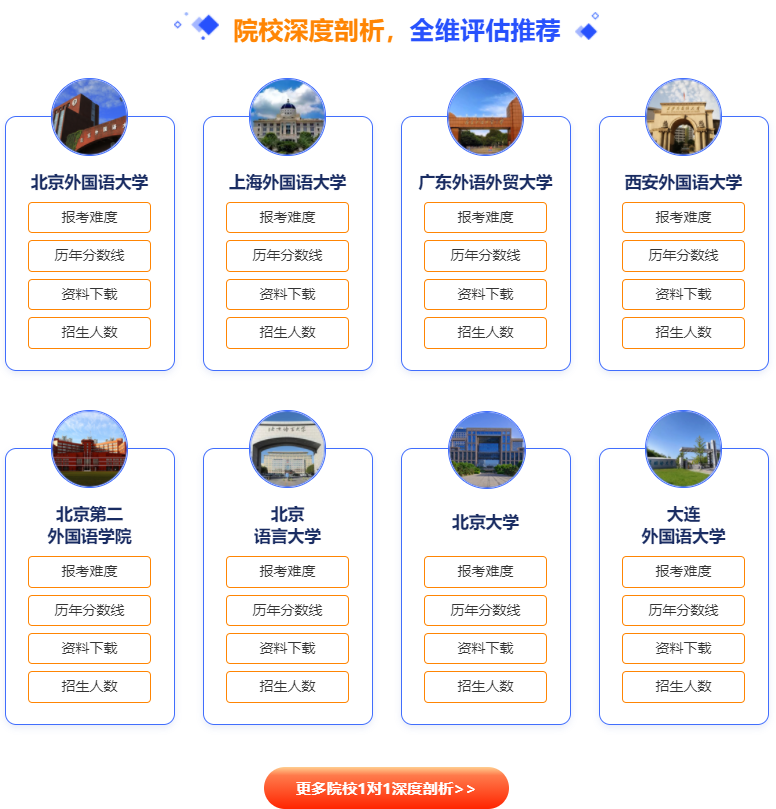 院校深度剖析，全维评估推荐
北京外国语大学
报考难度
历年分数线
资料下载
招生人数
上海外国语大学
报考难度
历年分数线
资料下载
招生人数
广东外语外贸大学
报考难度
历年分数线
资料下载
招生人数
西安外国语大学
报考难度
历年分数线
资料下载
招生人数
北京第二
外国语学院
报考难度
历年分数线
资料下载
招生人数
北京
语言大学
报考难度
历年分数线
资料下载
招生人数
北京大学
报考难度
历年分数线
资料下载
招生人数
大连
外国语大学
报考难度
历年分数线
资料下载
招生人数
更多院校1对1深度剖析>>